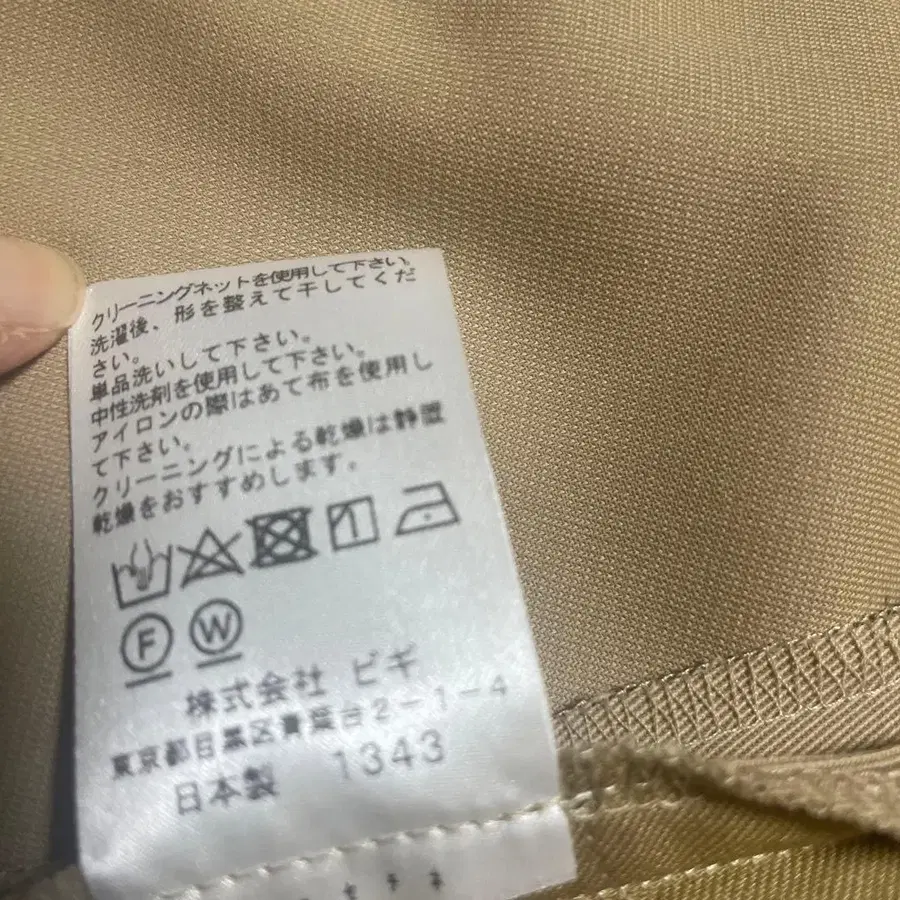 クリーニングネットを使用して下さい。
洗濯後、形を整えて干してくだ
さい。
単品洗いして下さい。
中性洗剤を使用して下さい。
アイロンの際はあて布を使用し
て下さい。
クリーニングによる乾燥は静置
乾燥をおすすめします。
F W
株式会社 ビギ
東京都目黒区青葉台2-1-4
日本製 1343